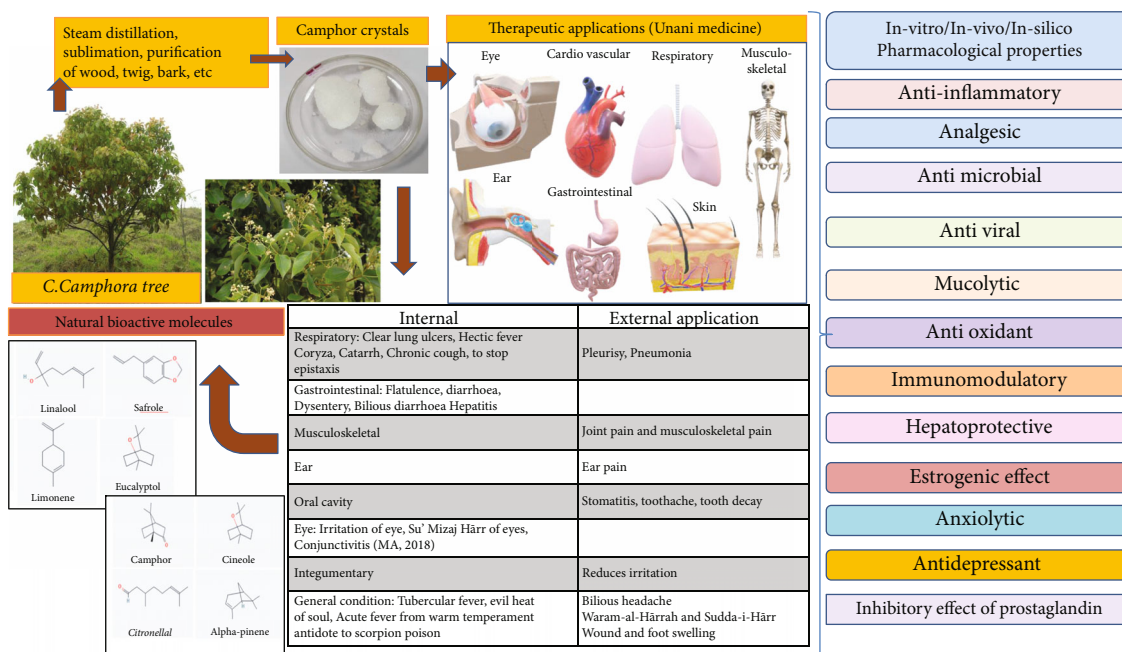 Steam distillation,
sublimation, purification
of wood, twig, bark, etc
Camphor crystals
C.Camphora tree
Therapeutic applications (Unani medicine)
Eye
Cardio vascular
Respiratory
Musculo-
skeletal
Ear
Gastrointestinal
Skin
Natural bioactive molecules
H
O
Linalool
O
O
Safrole
Limonene
O
Eucalyptol
O
Camphor
O
Cineole
O
Citronellal
Alpha-pinene
Internal
External application
Respiratory: Clear lung ulcers, Hectic fever
Coryza, Catarrh, Chronic cough, to stop
epistaxis
Pleurisy, Pneumonia
Gastrointestinal: Flatulence, diarrhoea,
Dysentery, Bilious diarrhoea Hepatitis
Musculoskeletal
Joint pain and musculoskeletal pain
Ear
Ear pain
Oral cavity
Stomatitis, toothache, tooth decay
Eye: Irritation of eye, Su' Mizaj Hārr of eyes,
Conjunctivitis (MA, 2018)
Integumentary
Reduces irritation
General condition: Tubercular fever, evil heat
of soul, Acute fever from warm temperament
antidote to scorpion poison
Bilious headache
Waram-al-Hārrah and Sudda-i-Hārr
Wound and foot swelling
In-vitro/In-vivo/In-silico
Pharmacological properties
Anti-inflammatory
Analgesic
Anti microbial
Anti viral
Mucolytic
Anti oxidant
Immunomodulatory
Hepatoprotective
Estrogenic effect
Anxiolytic
Antidepressant
Inhibitory effect of prostaglandin